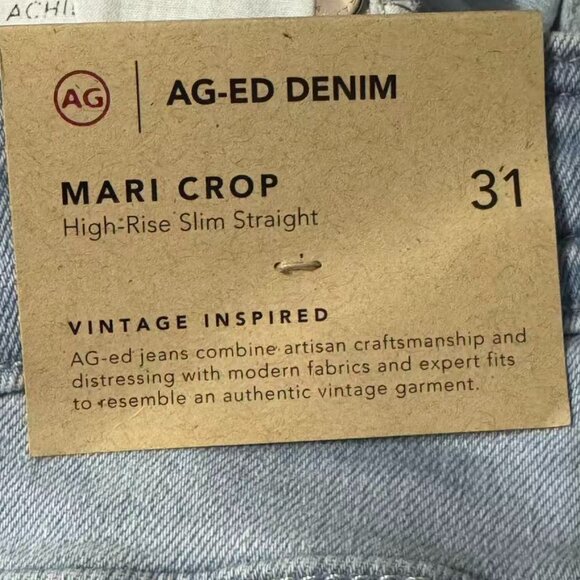 AG
AG-ED DENIM
MARI CROP
31
High-Rise Slim Straight
VINTAGE INSPIRED
AG-ed jeans combine artisan craftsmanship and
distressing with modern fabrics and expert fits
to resemble an authentic vintage garment.